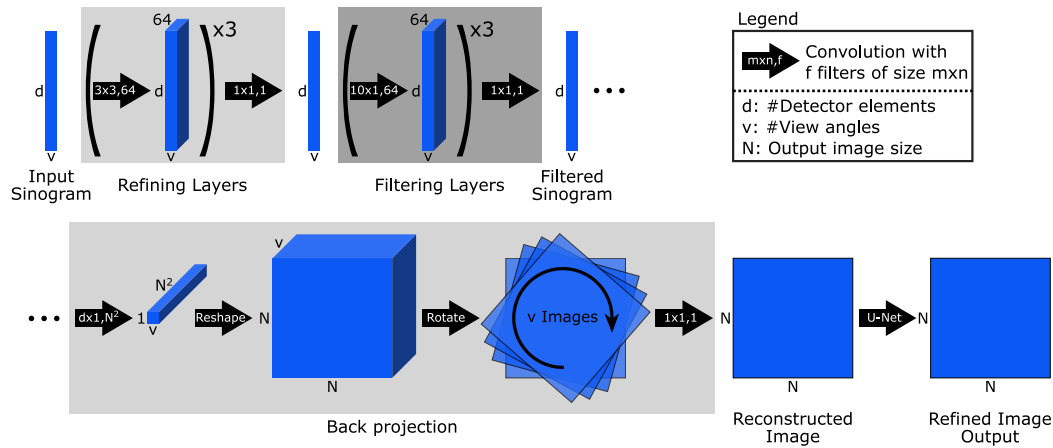 64
x3
64
x3
Legend
d
3x3,64
d
1x1,1
d
10x1,64
d
1x1,1
d
mxn,f
Convolution with
f filters of size mxn
v
v
v
v
v
d: #Detector elements
v: #View angles
N: Output image size
Input
Sinogram
Refining Layers
Filtering Layers
Filtered
Sinogram
v
N²
dx1,N²
1
v
Reshape
N
Rotate
v Images
1x1,1
N
U-Net
N
N
N
N
Back projection
Reconstructed
Image
Refined Image
Output